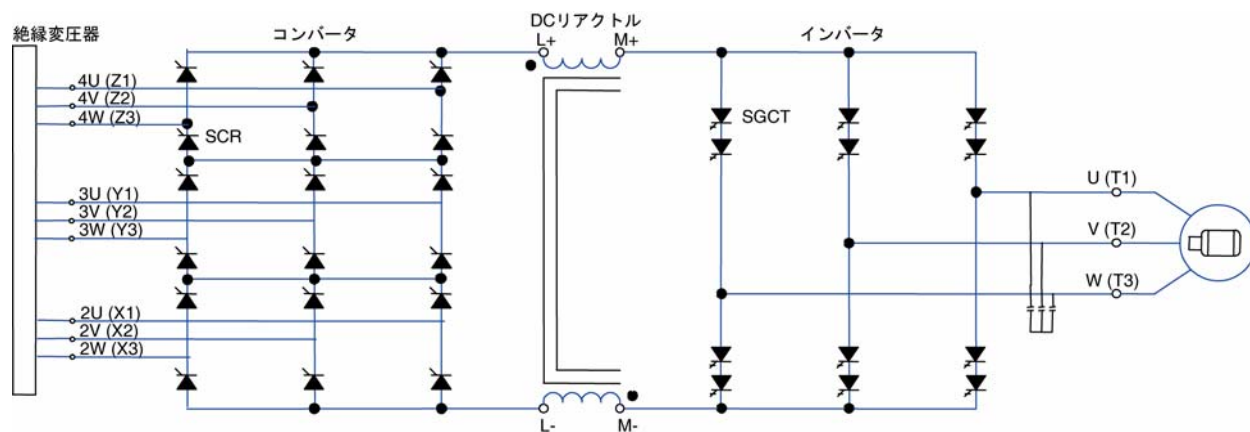 絶縁変圧器
コンバータ
DCリアクトル
インバータ
L+ M+
4U (Z1)
4V (Z2)
4W (Z3)
SCR
SGCT
3U (Y1)
3V (Y2)
3W (Y3)
U (T1)
V (T2)
W (T3)
2U (X1)
2V (X2)
2W (X3)
L- M-